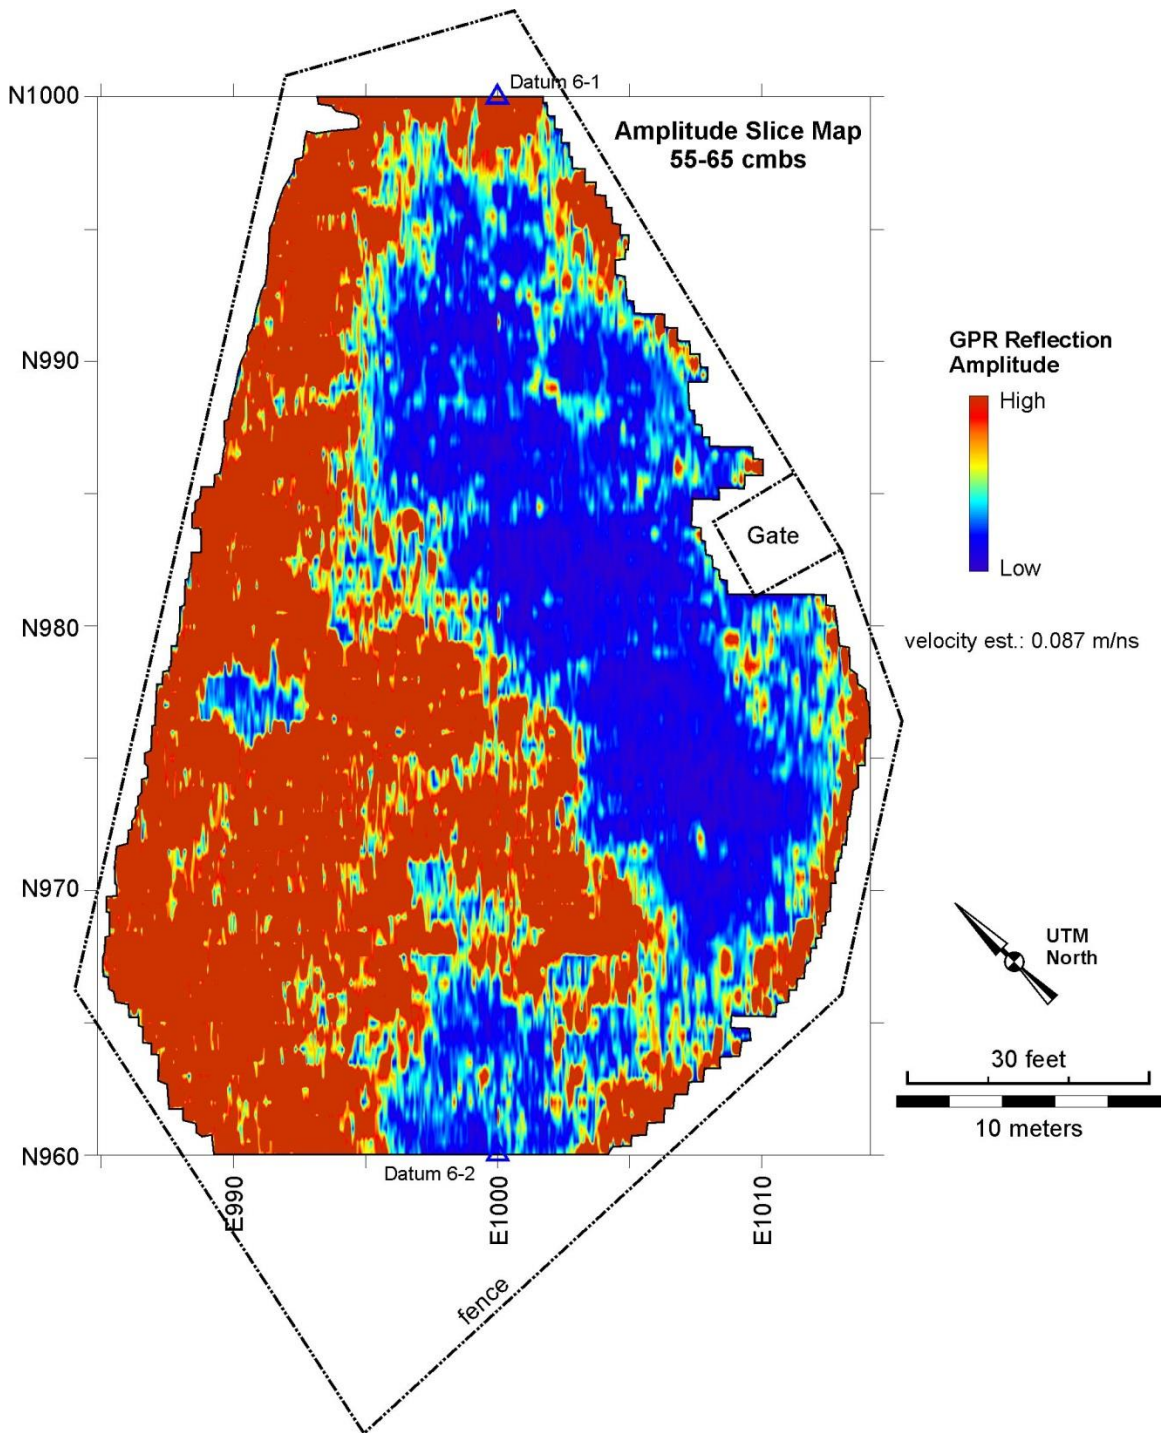 Datum 6-1
N1000
Amplitude Slice Map
55-65 cmbs
GPR Reflection
Amplitude
High
Low
velocity est.: 0.087 m/ns
N990
Gate
N980
N970
UTM
North
30 feet
10 meters
N960
Datum 6-2
E990
E1000
E1010
fence